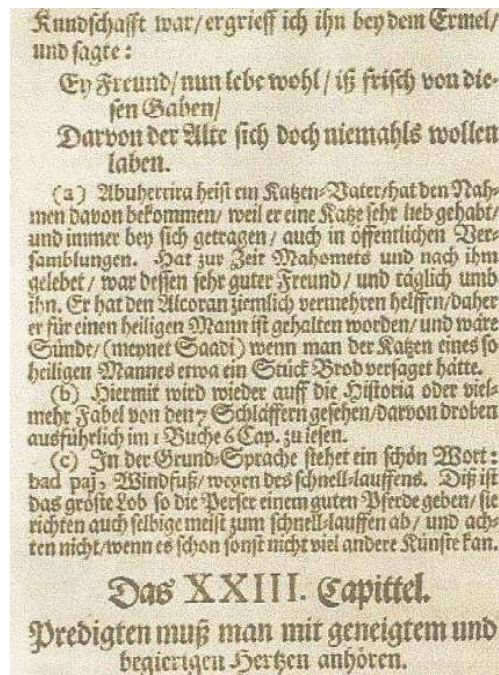 Kundschafft war/ ergrieff ich ihn bey dem Ermel/
und sagte:
Ey Freund/ nun lebe wohl/ iß frisch von die-
sen Gaben/
Darvon der Alte sich doch niemahls wollen
laben.
(a) Abuherrira heist ein Katzen-Vater/ hat den Nah-
men davon bekommen/ weil er eine Katze sehr lieb gehabt/
und immer bey sich getragen/ auch in öffentlichen Ver-
samblungen. Hat zur Zeit Mahomets und nach ihm
gelebet/ war dessen sehr guter Freund/ und täglich umb
ihn. Er hat den Alcoran ziemlich vermehren helffen/ daher
er für einen heiligen Mann ist gehalten worden/ und wäre
Sünde/ (meynet Saadi) wenn man der Katzen eines so
heiligen Mannes etwa ein Stück Brod versaget hätte.
(b) Hiermit wird wieder auff die Historia oder viel-
mehr Fabel von den 7 Schläffern gesehen/ darvon droben
ausführlich im 1 Buche 6 Cap. zu lesen.
(c) In der Grund-Sprache stehet ein schön Wort:
bad paj, Windfuß/ wegen des schnell-lauffens. Diß ist
das gröste Lob so die Perser einem guten Pferde geben/ sie
richten auch selbige meist zum schnell-lauffen ab/ und ach-
ten nicht/ wenn es schon sonst nicht viel andere Künste kan.
Das XXIII. Capittel.
Predigten muß man mit geneigtem und
begierigen Hertzen anhören.